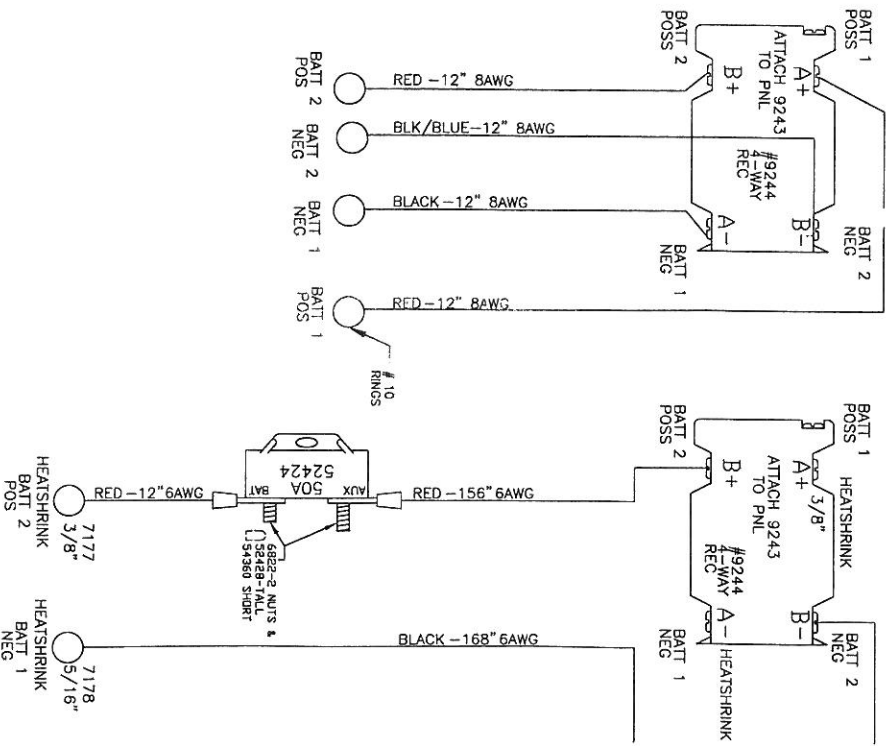 BATT 1
POSS
BATT 2
POSS
A+
B+
ATTACH 9243
TO PNL
#9244
4-WAY
REC
B-
A-
BATT 2
NEG
BATT 1
NEG
RED -12" 8AWG
BATT 2
POS
BLK/BLUE-12" 8AWG
BATT 2
NEG
BLACK -12" 8AWG
BATT 1
NEG
RED-12" 8AWG
BATT 1
POS
# 10
RINGS
BATT 1
POSS
BATT 2
POSS
A+
3/8"
HEATSHRINK
B+
ATTACH 9243
TO PNL
#9244
4-WAY
REC
B-
A-
BATT 2
NEG
BATT 1
NEG
HEATSHRINK
RED-156" 6AWG
AUX
BAT
50A
52424
6822-2 NUTS &
52428-TALL
54360 SHORT
RED-12"6AWG
7177
3/8"
HEATSHRINK
BATT 2
POS
BLACK-168" 6AWG
7178
5/16"
HEATSHRINK
BATT 1
NEG